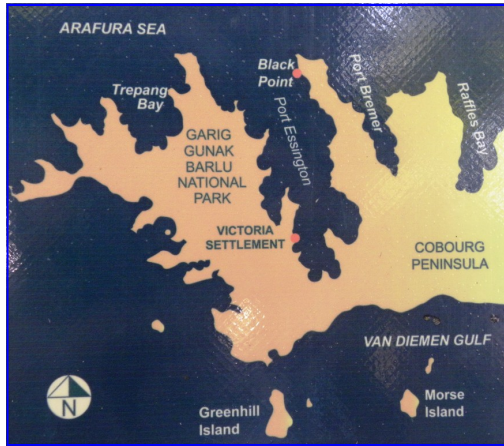 ARAFURA SEA
Black
Point
Trepang
Bay
Port Essington
Port Bremer
Raffles Bay
GARIG
GUNAK
BARLU
NATIONAL
PARK
VICTORIA
SETTLEMENT
COBOURG
PENINSULA
VAN DIEMEN GULF
Greenhill
Island
Morse
Island
N